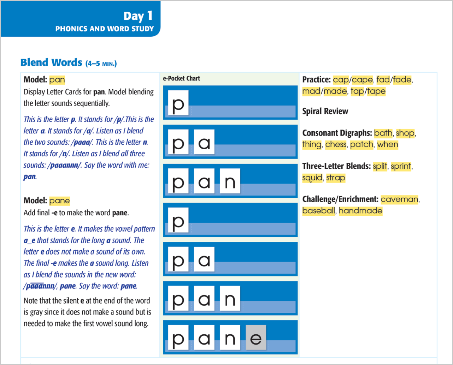 Day 1
PHONICS AND WORD STUDY
Blend Words (4–5 MIN.)
Model: pan
Display Letter Cards for pan. Model blending
the letter sounds sequentially.
This is the letter p. It stands for /p/.This is the
letter a. It stands for /a/. Listen as I blend
the two sounds: /paaa/. This is the letter n.
It stands for /n/. Listen as I blend all three
sounds: /paaannn/. Say the word with me:
pan.
Model: pane
Add final -e to make the word pane.
This is the letter e. It makes the vowel pattern
a_e that stands for the long a sound. The
letter e does not make a sound of its own.
The final -e makes the a sound long. Listen
as I blend the sounds in the new word:
/pāāānnn/, pane. Say the word: pane.
Note that the silent e at the end of the word
is gray since it does not make a sound but is
needed to make the first vowel sound long.
e-Pocket Chart
p
p a
p a n
p
p a
p a n
p a n e
Practice: cap/cape, fad/fade,
mad/made, tap/tape
Spiral Review
Consonant Digraphs: bath, shop,
thing, chess, patch, when
Three-Letter Blends: split, sprint,
squid, strap
Challenge/Enrichment: caveman,
baseball, handmade